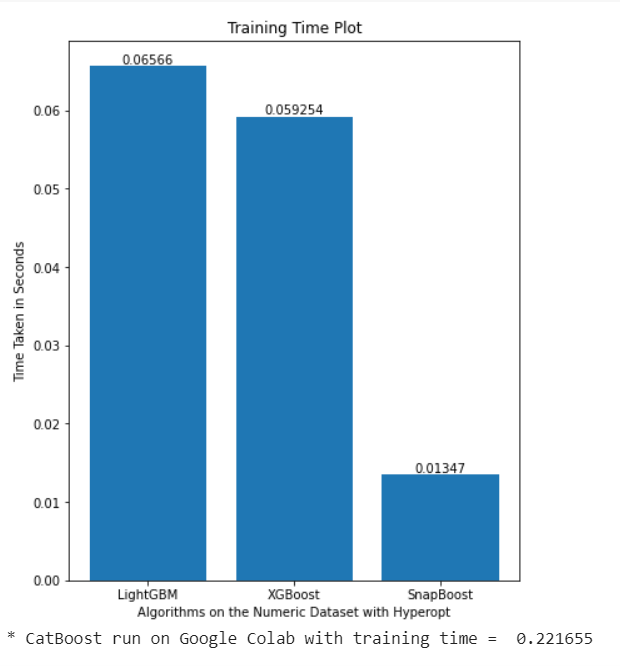 Training Time Plot
0.06566
0.059254
0.01347
0.06
0.05
0.04
0.03
0.02
0.01
0.00
Time Taken in Seconds
LightGBM XGBoost SnapBoost
Algorithms on the Numeric Dataset with Hyperopt
* CatBoost run on Google Colab with training time =  0.221655